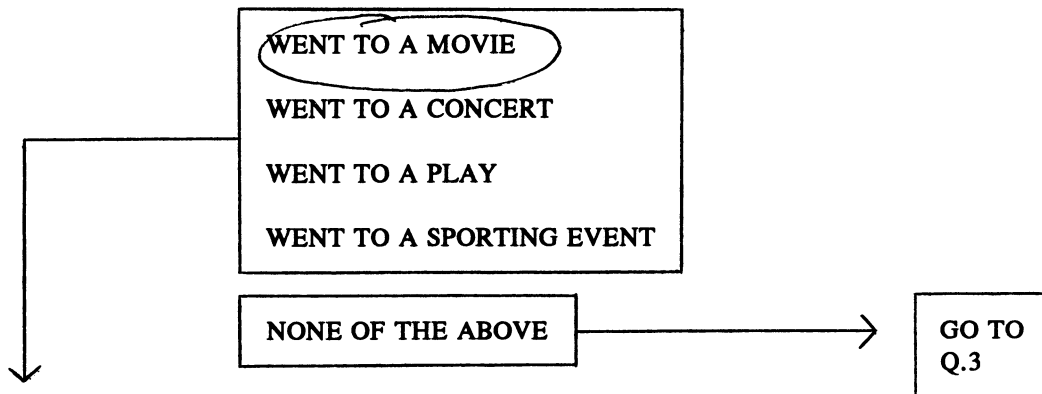 WENT TO A MOVIE
WENT TO A CONCERT
WENT TO A PLAY
WENT TO A SPORTING EVENT
NONE OF THE ABOVE
GO TO
Q.3